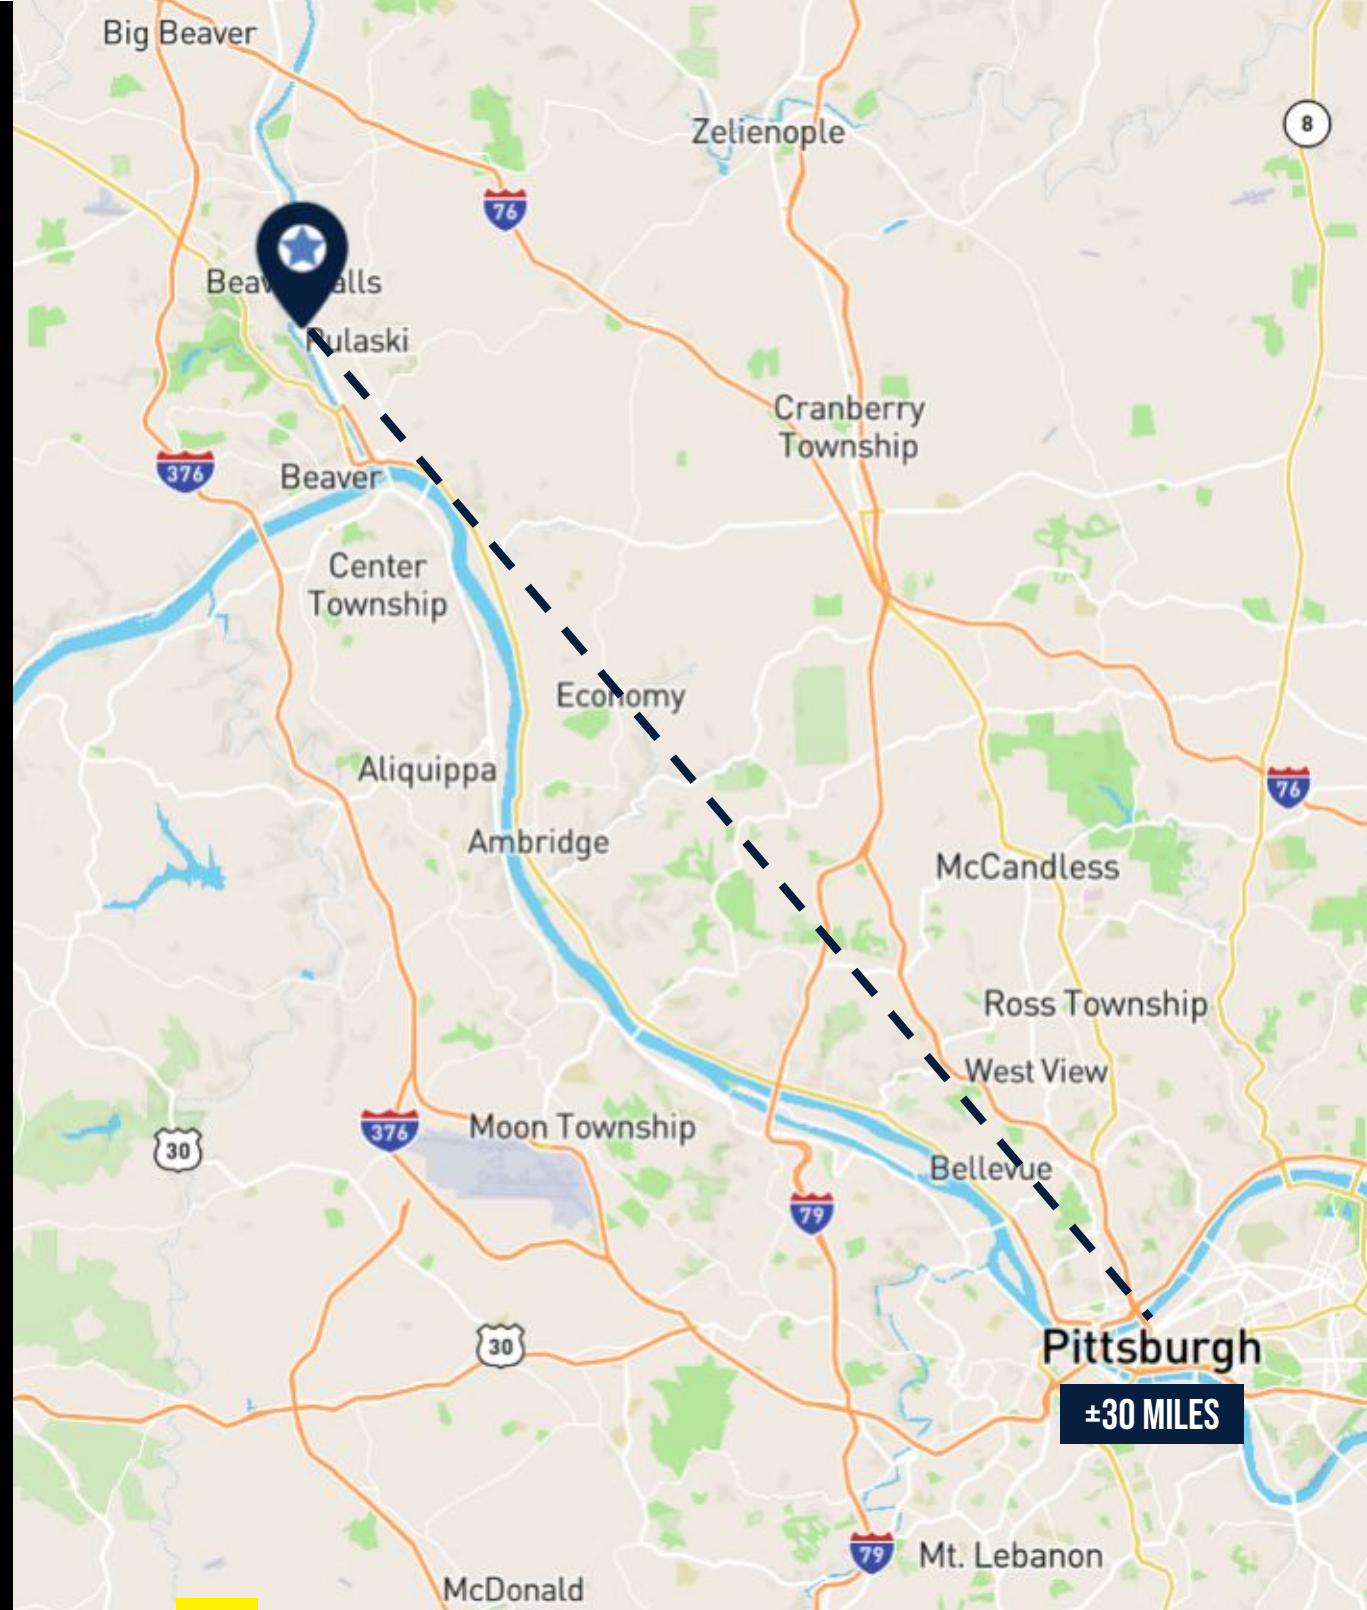 Big Beaver
Zelienople
8
76
Pulaski
Cranberry
Township
376
Beaver
Center
Township
Economy
Aliquippa
76
Ambridge
McCandless
Ross Township
West View
376
Moon Township
30
Bellevue
79
30
Pittsburgh
±30 MILES
79
Mt. Lebanon
McDonald